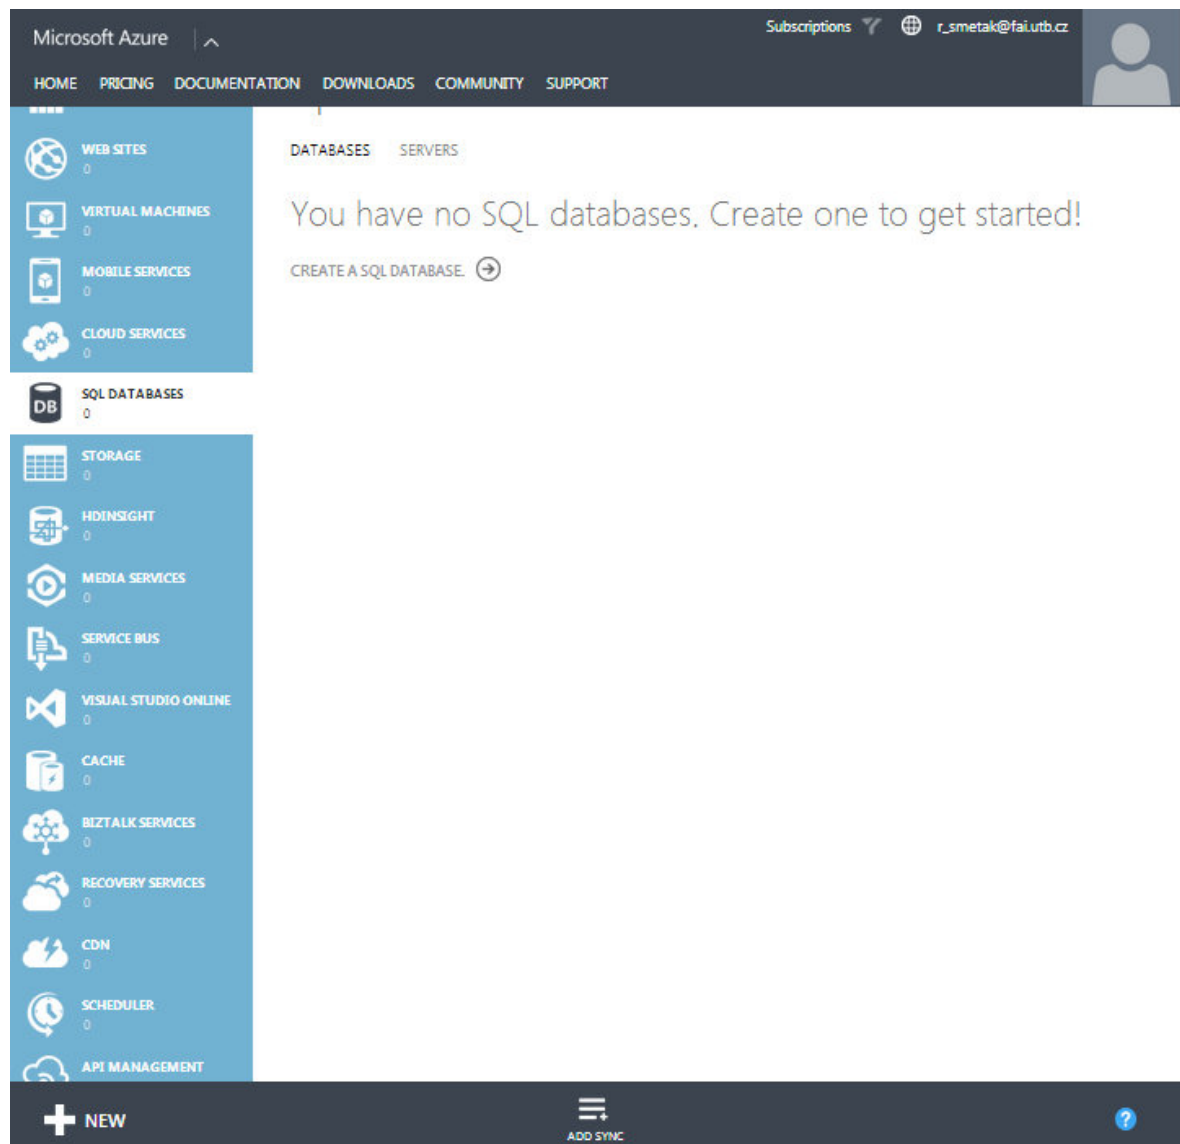 Microsoft Azure
Subscriptions
r_smetak@fai.utb.cz
HOME PRICING DOCUMENTATION DOWNLOADS COMMUNITY SUPPORT
WEB SITES
0
VIRTUAL MACHINES
0
MOBILE SERVICES
0
CLOUD SERVICES
0
DB
SQL DATABASES
0
STORAGE
0
HDINSIGHT
0
MEDIA SERVICES
0
SERVICE BUS
0
VISUAL STUDIO ONLINE
0
CACHE
0
BIZTALK SERVICES
0
RECOVERY SERVICES
0
CDN
0
SCHEDULER
0
API MANAGEMENT
DATABASES SERVERS
You have no SQL databases. Create one to get started!
CREATE A SQL DATABASE
NEW
ADD SYNC
?